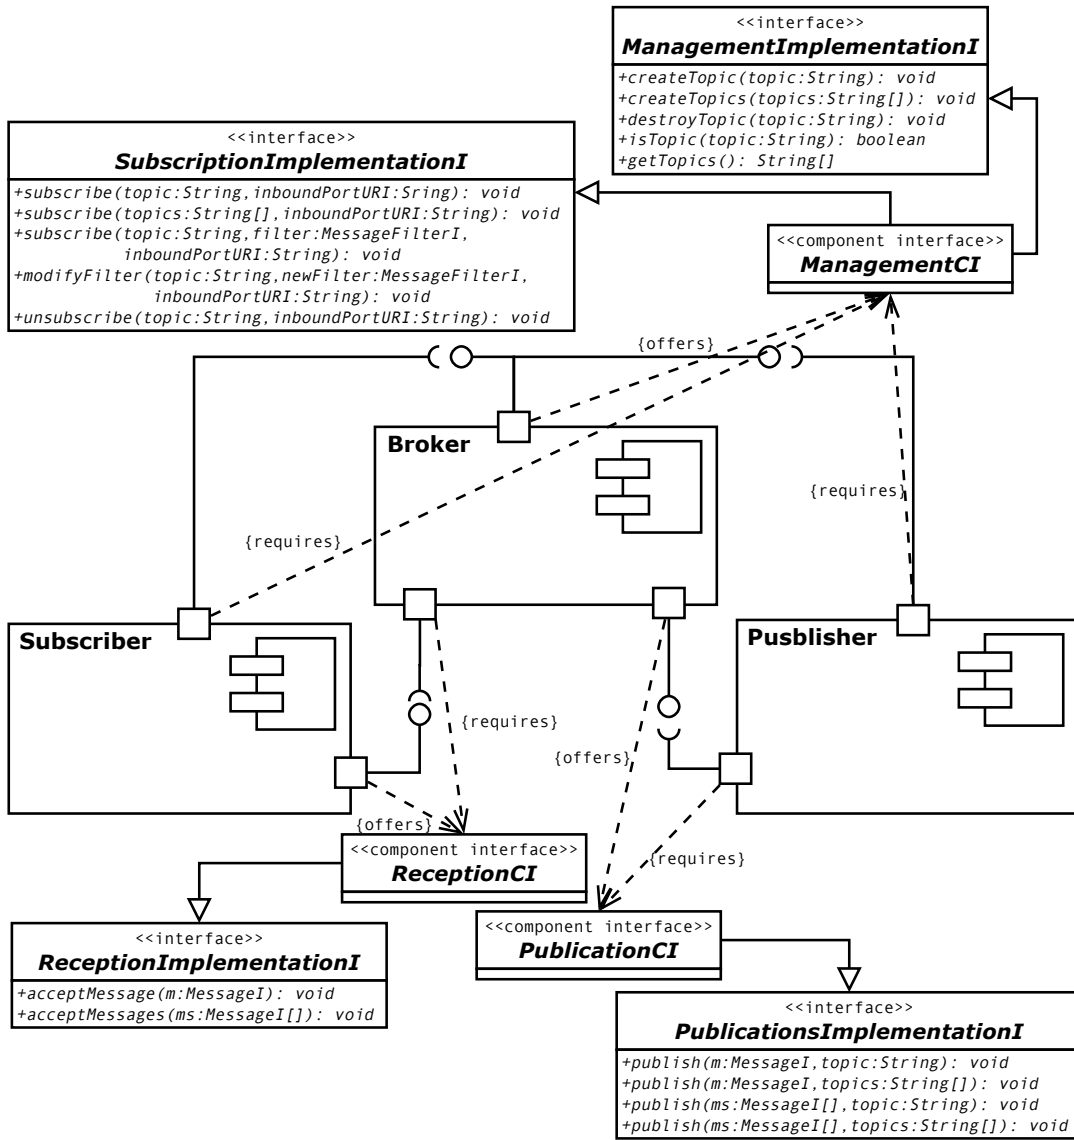 <<interface>>
ManagementImplementationI
+createTopic(topic:String): void
+createTopics(topics:String[]): void
+destroyTopic(topic:String): void
+isTopic(topic:String): boolean
+getTopics(): String[]
<<interface>>
SubscriptionImplementationI
+subscribe(topic:String,inboundPortURI:Sring): void
+subscribe(topics:String[],inboundPortURI:String): void
+subscribe(topic:String,filter:MessageFilterI,
inboundPortURI:String): void
+modifyFilter(topic:String,newFilter:MessageFilterI,
inboundPortURI:String): void
+unsubscribe(topic:String,inboundPortURI:String): void
<<component interface>>
ManagementCI
{offers}
Broker
{requires}
{requires}
Subscriber
Pusblisher
{requires}
{offers}
{offers}
{requires}
<<component interface>>
ReceptionCI
<<component interface>>
PublicationCI
<<interface>>
ReceptionImplementationI
+acceptMessage(m:MessageI): void
+acceptMessages(ms:MessageI[]): void
<<interface>>
PublicationsImplementationI
+publish(m:MessageI,topic:String): void
+publish(m:MessageI,topics:String[]): void
+publish(ms:MessageI[],topic:String): void
+publish(ms:MessageI[],topics:String[]): void